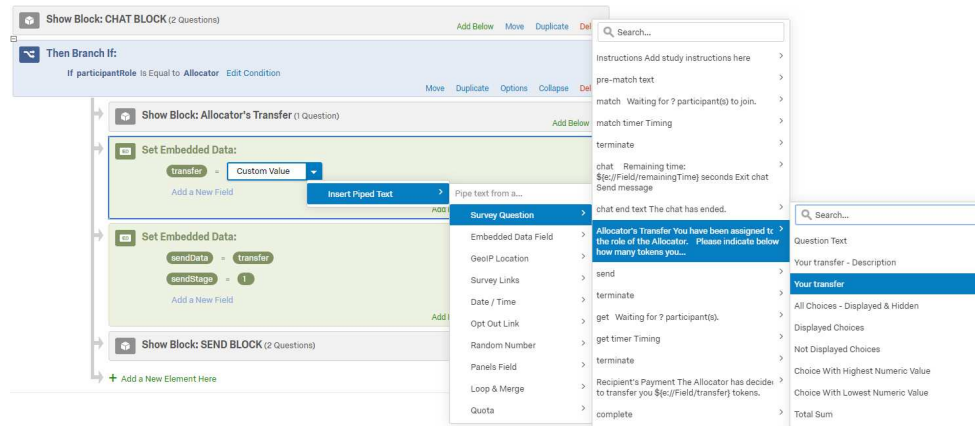 Show Block: CHAT BLOCK (2 Questions)
Add Below Move Duplicate Del
Then Branch If:
If participantRole Is Equal to Allocator Edit Condition
Move Duplicate Options Collapse Del
Show Block: Allocator's Transfer (1 Question)
Add Below
Set Embedded Data:
transfer = Custom Value
Add a New Field
Add B
Set Embedded Data:
sendData = transfer
sendStage = 1
Add a New Field
Add
Show Block: SEND BLOCK (2 Questions)
+ Add a New Element Here
Insert Piped Text
Pipe text from a...
Survey Question
Embedded Data Field
GeoIP Location
Survey Links
Date / Time
Opt Out Link
Random Number
Panels Field
Loop & Merge
Quota
Search...
Instructions Add study instructions here
pre-match text
match Waiting for ? participant(s) to join.
match timer Timing
terminate
chat Remaining time:
${e://Field/remainingTime} seconds Exit chat
Send message
chat end text The chat has ended.
Allocator's Transfer You have been assigned to
the role of the Allocator. Please indicate below
how many tokens you...
send
terminate
get Waiting for ? participant(s).
get timer Timing
terminate
Recipient's Payment The Allocator has decided
to transfer you ${e://Field/transfer} tokens.
complete
Search...
Question Text
Your transfer - Description
Your transfer
All Choices - Displayed & Hidden
Displayed Choices
Not Displayed Choices
Choice With Highest Numeric Value
Choice With Lowest Numeric Value
Total Sum